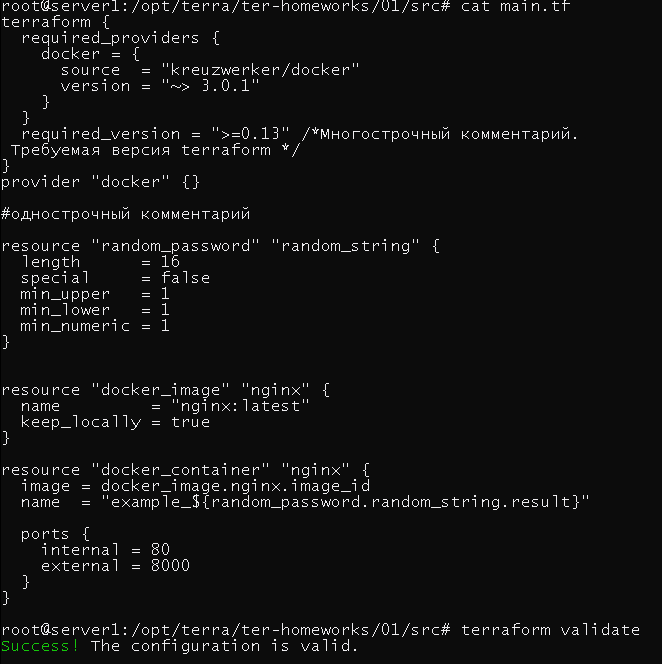 root@server1:/opt/terra/ter-homeworks/01/src# cat main.tf
terraform {
  required_providers {
    docker = {
      source  = "kreuzwerker/docker"
      version = "~> 3.0.1"
    }
  }
  required_version = ">=0.13" /*Многострочный комментарий.
 Требуемая версия terraform */
}
provider "docker" {}

#однострочный комментарий

resource "random_password" "random_string" {
  length      = 16
  special     = false
  min_upper   = 1
  min_lower   = 1
  min_numeric = 1
}


resource "docker_image" "nginx" {
  name         = "nginx:latest"
  keep_locally = true
}

resource "docker_container" "nginx" {
  image = docker_image.nginx.image_id
  name  = "example_${random_password.random_string.result}"

  ports {
    internal = 80
    external = 8000
  }
}

root@server1:/opt/terra/ter-homeworks/01/src# terraform validate
Success! The configuration is valid.